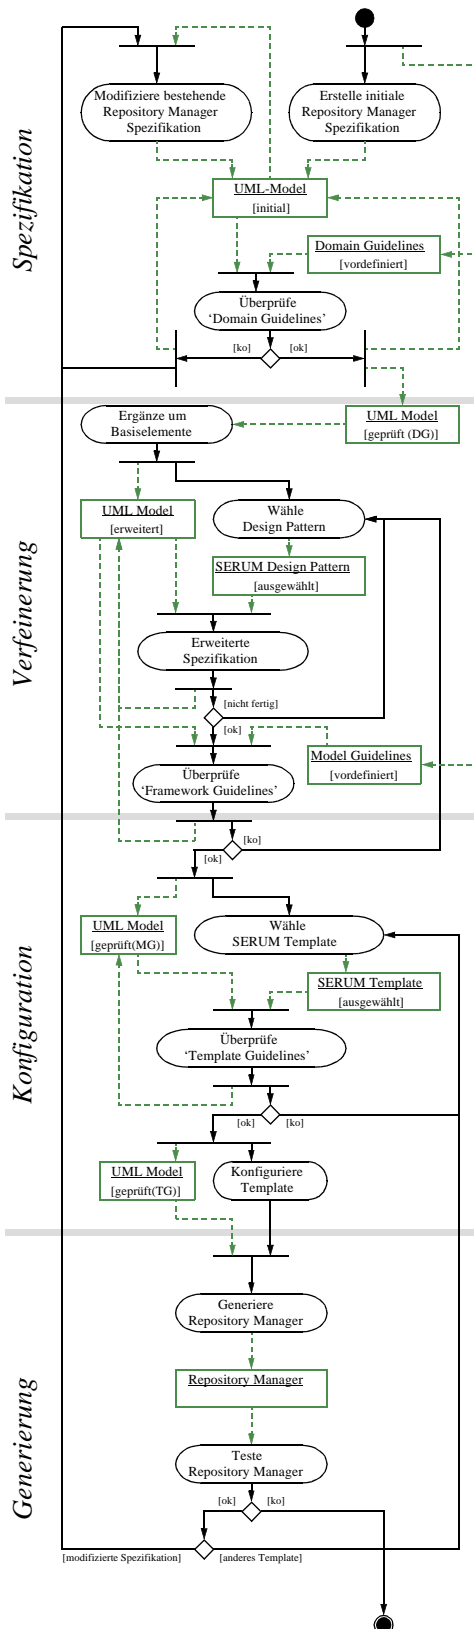 Spezifikation
Modifiziere bestehende
Repository Manager
Spezifikation
Erstelle initiale
Repository Manager
Spezifikation
UML-Model
[initial]
Domain Guidelines
[vordefiniert]
Überprüfe
‘Domain Guidelines’
[ko]
[ok]
Verfeinerung
Ergänze um
Basiselemente
UML Model
[geprüft (DG)]
UML Model
[erweitert]
Wähle
Design Pattern
SERUM Design Pattern
[ausgewählt]
Erweiterte
Spezifikation
[nicht fertig]
[ok]
Model Guidelines
[vordefiniert]
Überprüfe
‘Framework Guidelines’
[ko]
[ok]
Konfiguration
UML Model
[geprüft(MG)]
Wähle
SERUM Template
SERUM Template
[ausgewählt]
Überprüfe
‘Template Guidelines’
[ok]
[ko]
UML Model
[geprüft(TG)]
Konfiguriere
Template
Generierung
Generiere
Repository Manager
Repository Manager
Teste
Repository Manager
[ok]
[ko]
[modifizierte Spezifikation]
[anderes Template]